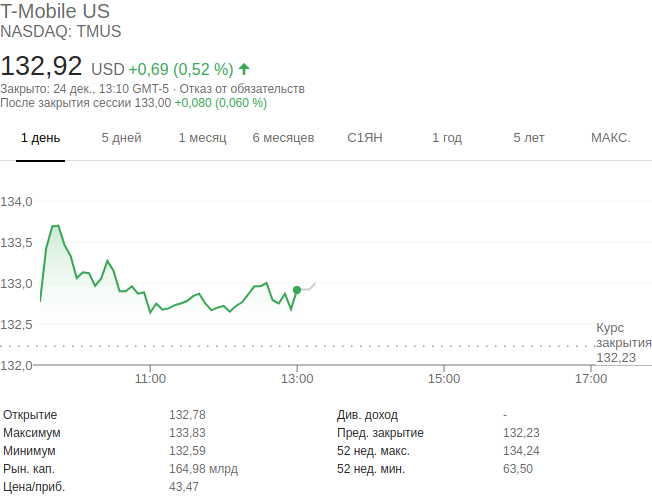 T-Mobile US
NASDAQ: TMUS
132,92 USD +0,69 (0,52 %)
Закрыто: 24 дек., 13:10 GMT-5 · Отказ от обязательств
После закрытия сессии 133,00 +0,080 (0,060 %)
1 день 5 дней 1 месяц 6 месяцев С1ЯН 1 год 5 лет МАКС.
134,0
133,5
133,0
132,5
132,0
Курс
закрытия
132,23
11:00 13:00 15:00 17:00
Открытие 132,78 Див. доход -
Максимум 133,83 Пред. закрытие 132,23
Минимум 132,59 52 нед. макс. 134,24
Рын. кап. 164,98 млрд 52 нед. мин. 63,50
Цена/приб. 43,47